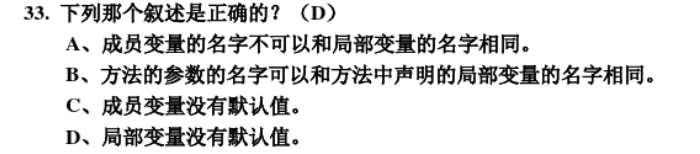 33. 下列那个叙述是正确的？（D）
A、成员变量的名字不可以和局部变量的名字相同。
B、方法的参数的名字可以和方法中声明的局部变量的名字相同。
C、成员变量没有默认值。
D、局部变量没有默认值。